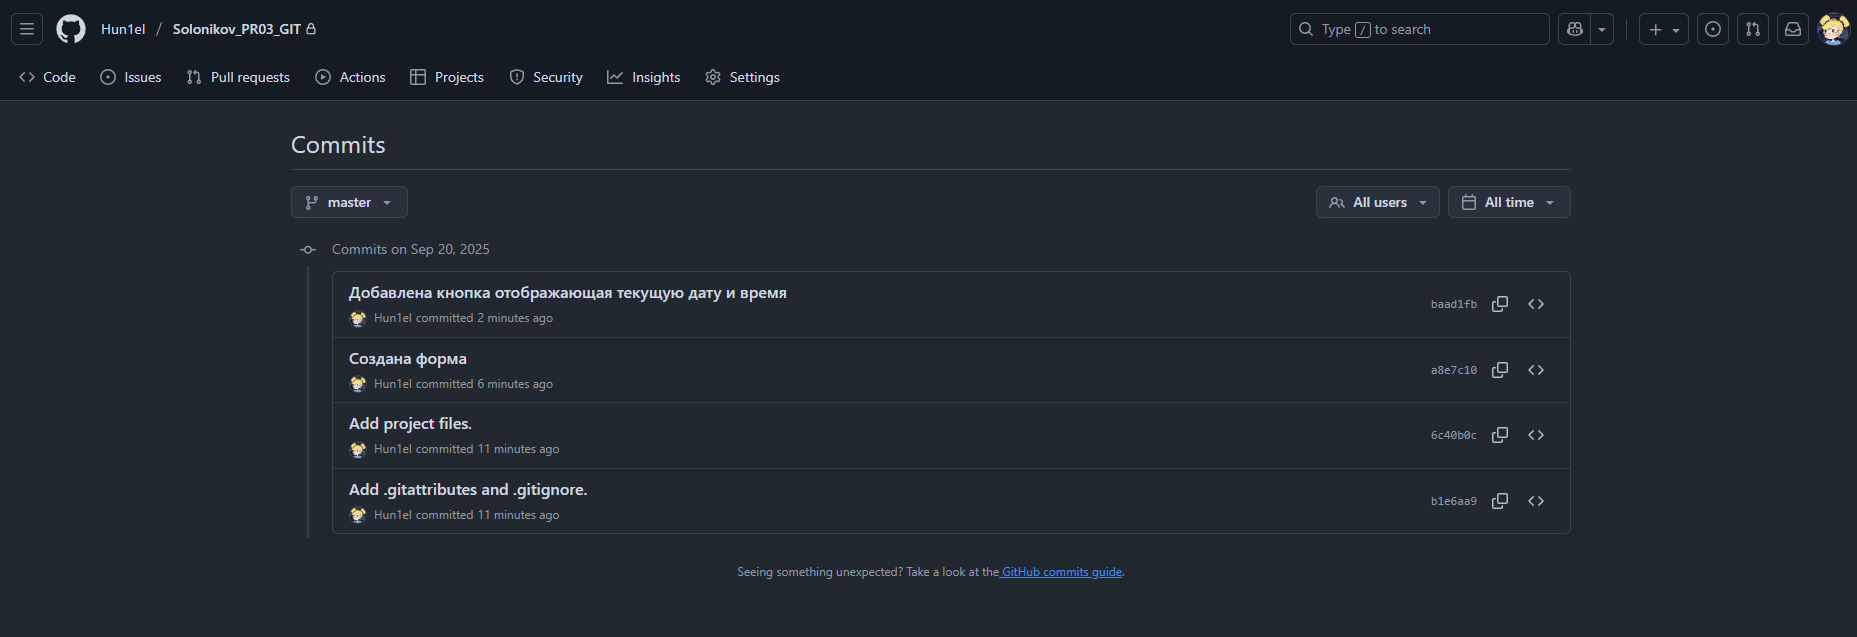 Hun1el / Solonikov_PR03_GIT
Type / to search
Code Issues Pull requests Actions Projects Security Insights Settings
Commits
master
All users All time
Commits on Sep 20, 2025
Добавлена кнопка отображающая текущую дату и время
Hun1el committed 2 minutes ago
baad1fb
Создана форма
Hun1el committed 6 minutes ago
a8e7c10
Add project files.
Hun1el committed 11 minutes ago
6c40b0c
Add .gitattributes and .gitignore.
Hun1el committed 11 minutes ago
b1e6aa9
Seeing something unexpected? Take a look at the GitHub commits guide.